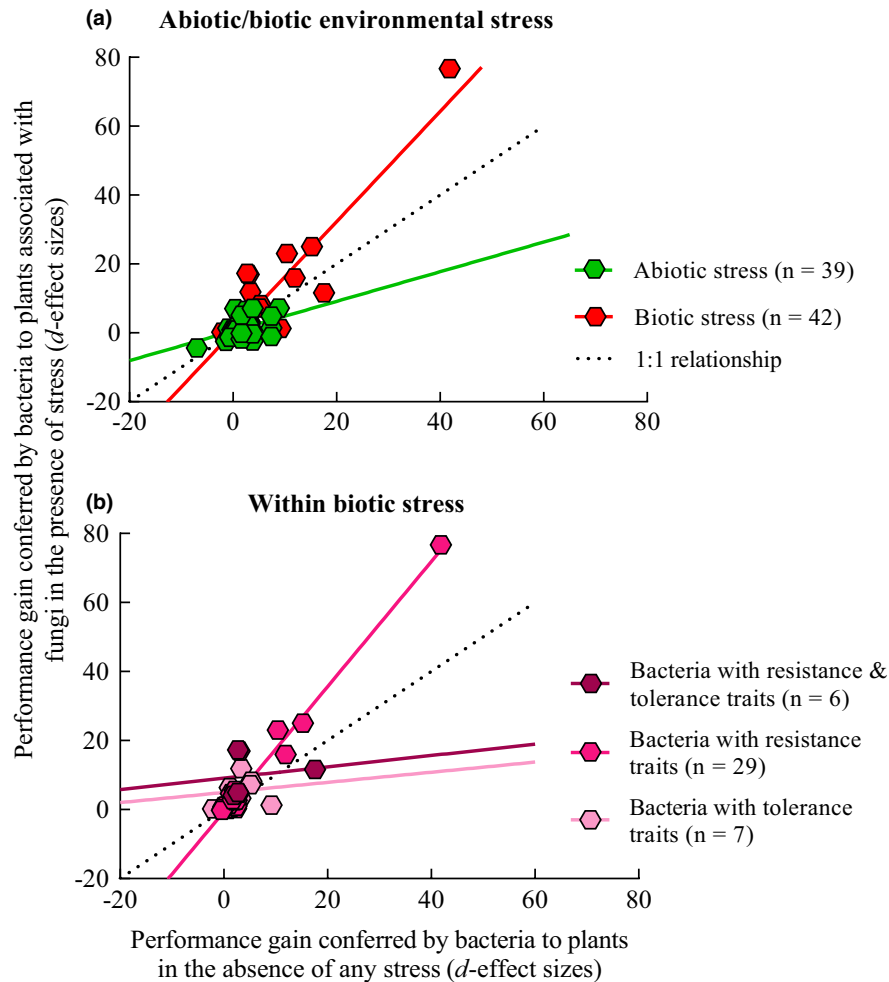 (a)
Abiotic/biotic environmental stress
80
60
40
20
0
-20
-20
0
20
40
60
80
Abiotic stress (n = 39)
Biotic stress (n = 42)
1:1 relationship
Performance gain conferred by bacteria to plants associated with
fungi in the presence of stress (d-effect sizes)
(b)
Within biotic stress
80
60
40
20
0
-20
-20
0
20
40
60
80
Bacteria with resistance &
tolerance traits (n = 6)
Bacteria with resistance
traits (n = 29)
Bacteria with tolerance
traits (n = 7)
Performance gain conferred by bacteria to plants
in the absence of any stress (d-effect sizes)